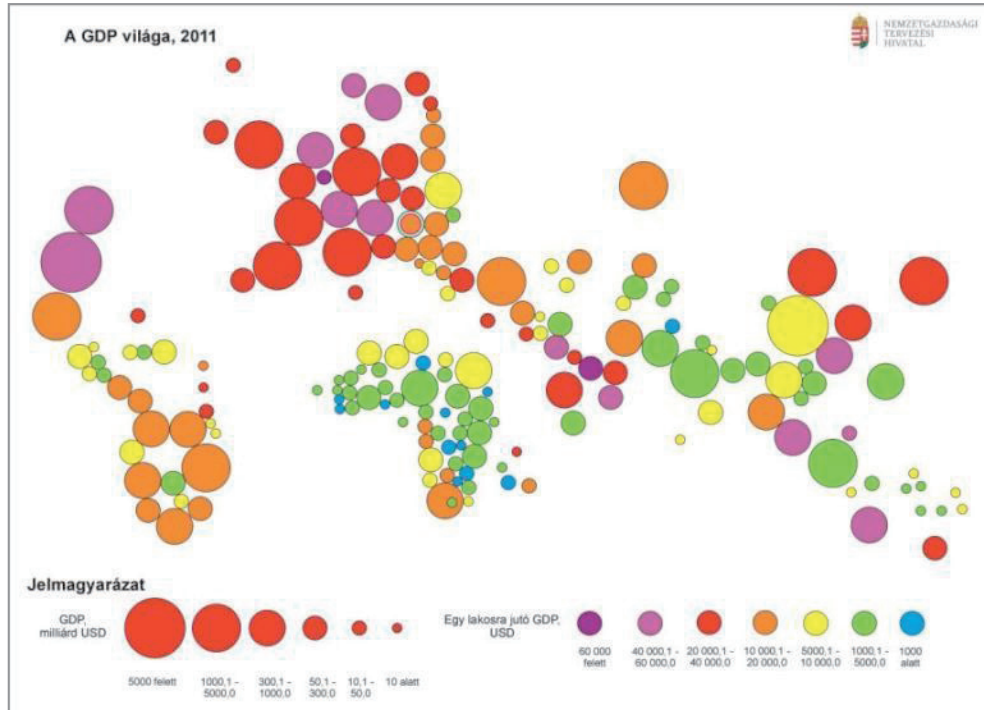 A GDP világa, 2011
NEMZETGAZDASÁGI
TERVEZÉSI
HIVATAL
Jelmagyarázat
GDP,
milliárd USD
5000 felett
1000,1 -
5000,0
300,1 -
1000,0
50,1 -
300,0
10,1 -
50,0
10 alatt
Egy lakosra jutó GDP,
USD
60 000
felett
40 000,1 -
60 000,0
20 000,1 -
40 000,0
10 000,1 -
20 000,0
5000,1 -
10 000,0
1000,1 -
5000,0
1000
alatt